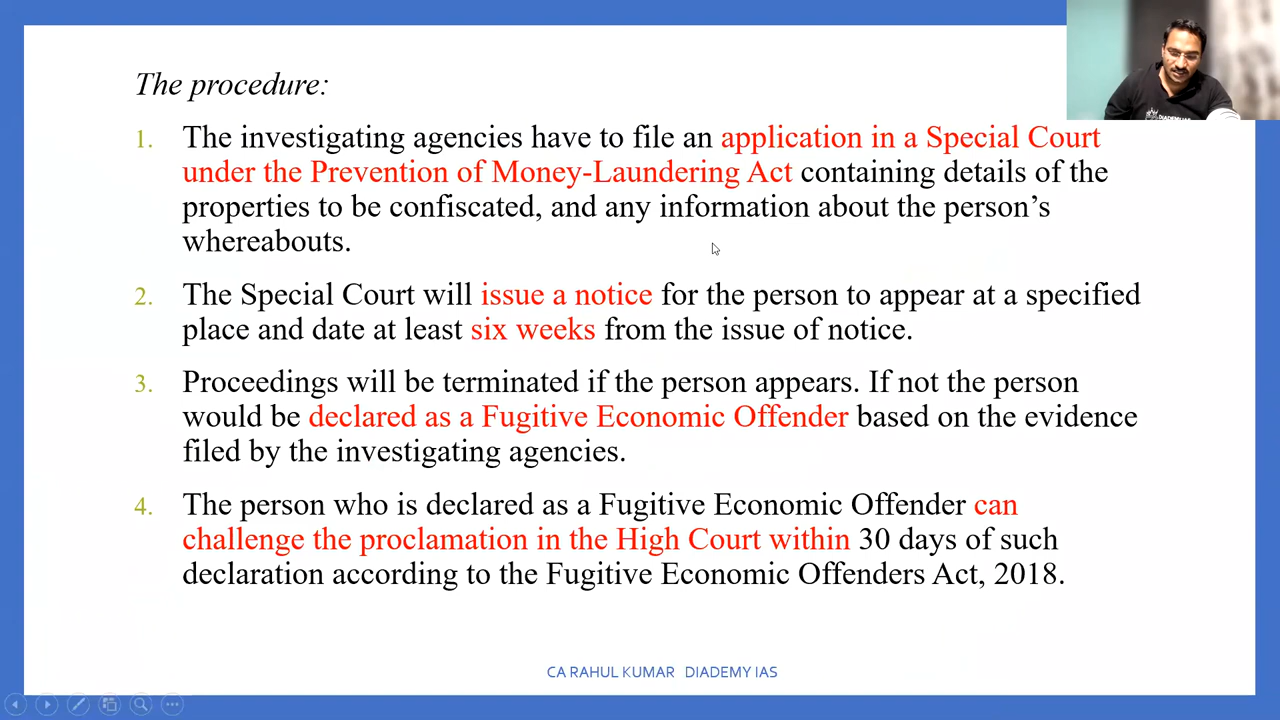 The procedure:
1. The investigating agencies have to file an application in a Special Court
under the Prevention of Money-Laundering Act containing details of the
properties to be confiscated, and any information about the person's
whereabouts.
2. The Special Court will issue a notice for the person to appear at a specified
place and date at least six weeks from the issue of notice.
3. Proceedings will be terminated if the person appears. If not the person
would be declared as a Fugitive Economic Offender based on the evidence
filed by the investigating agencies.
4. The person who is declared as a Fugitive Economic Offender can
challenge the proclamation in the High Court within 30 days of such
declaration according to the Fugitive Economic Offenders Act, 2018.
CA RAHUL KUMAR DIADEMY IAS